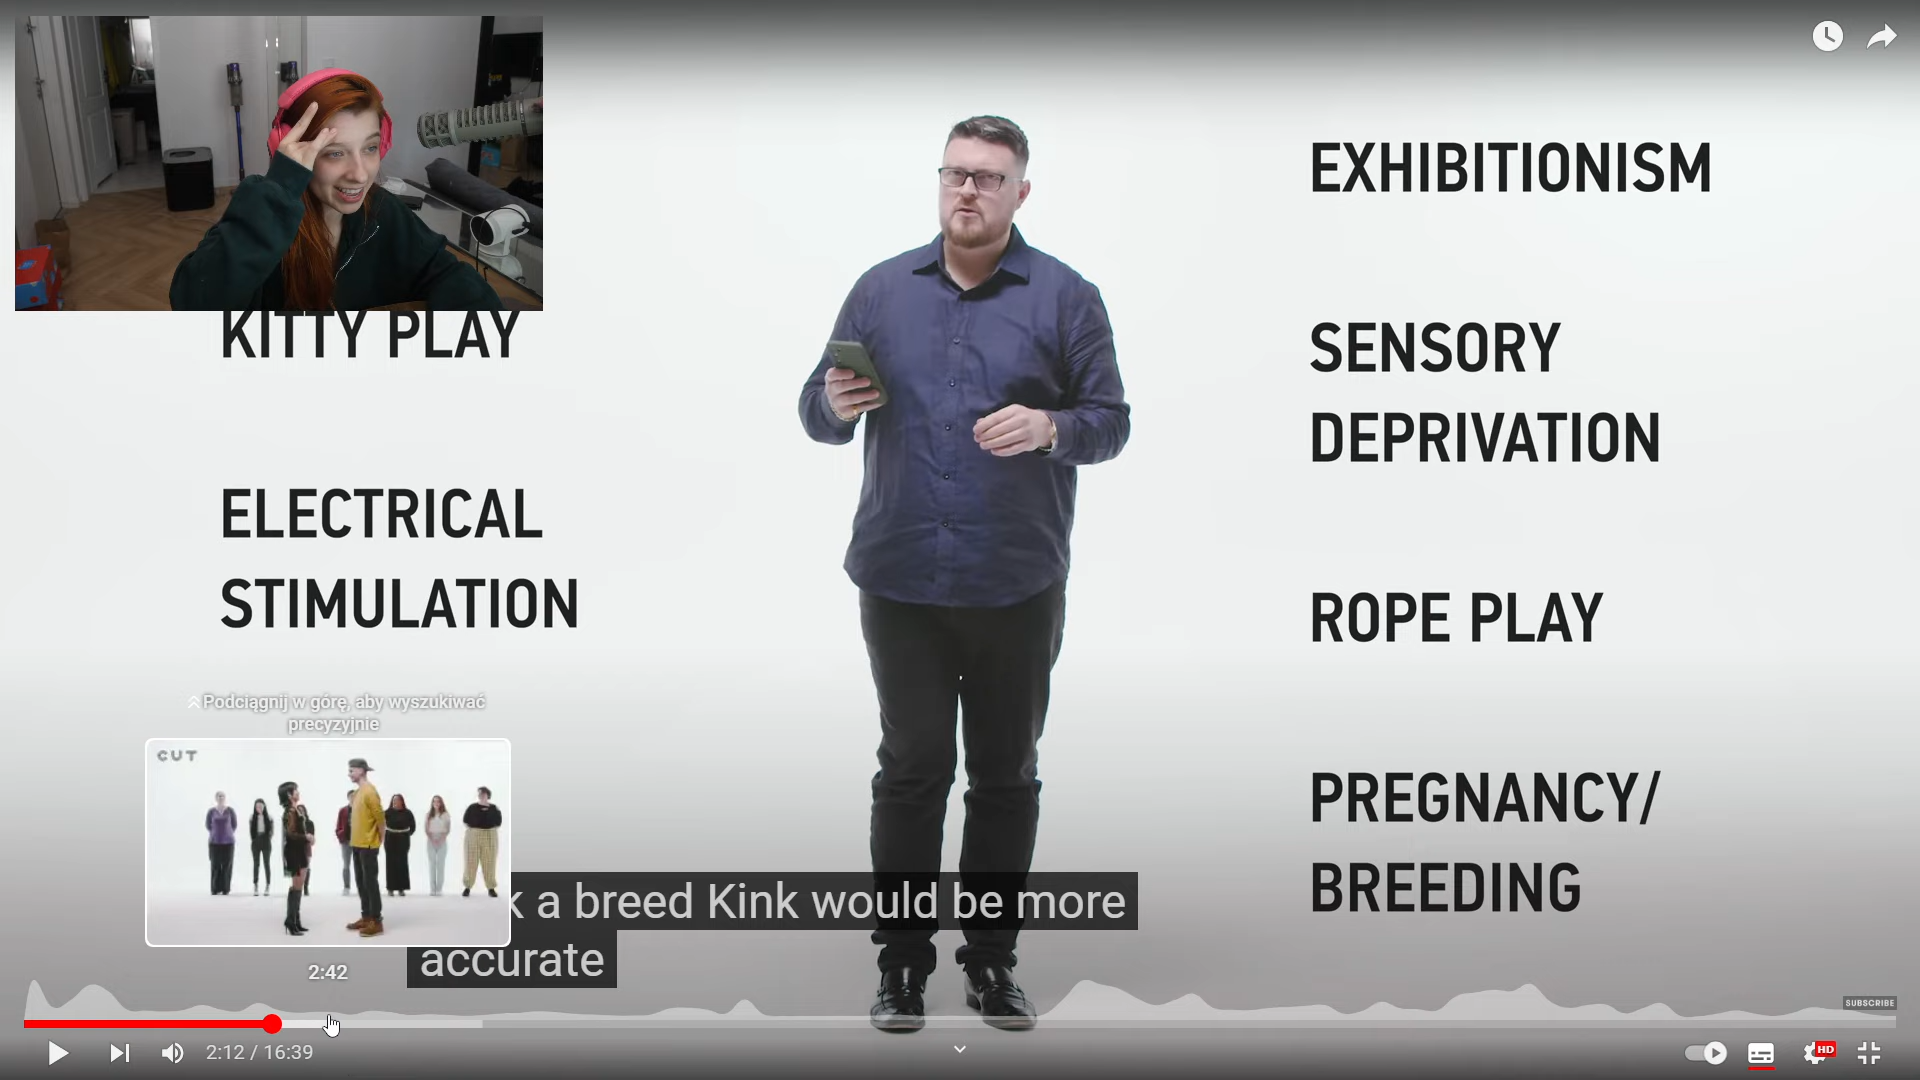 EXHIBITIONISM
KITTY PLAY
SENSORY
DEPRIVATION
ELECTRICAL
STIMULATION
ROPE PLAY
PREGNANCY/
BREEDING
Podciągnij w górę, aby wyszukiwać
precyzyjnie
CUT
k a breed Kink would be more
accurate
2:42
SUBSCRIBE
2:12 / 16:39
HD